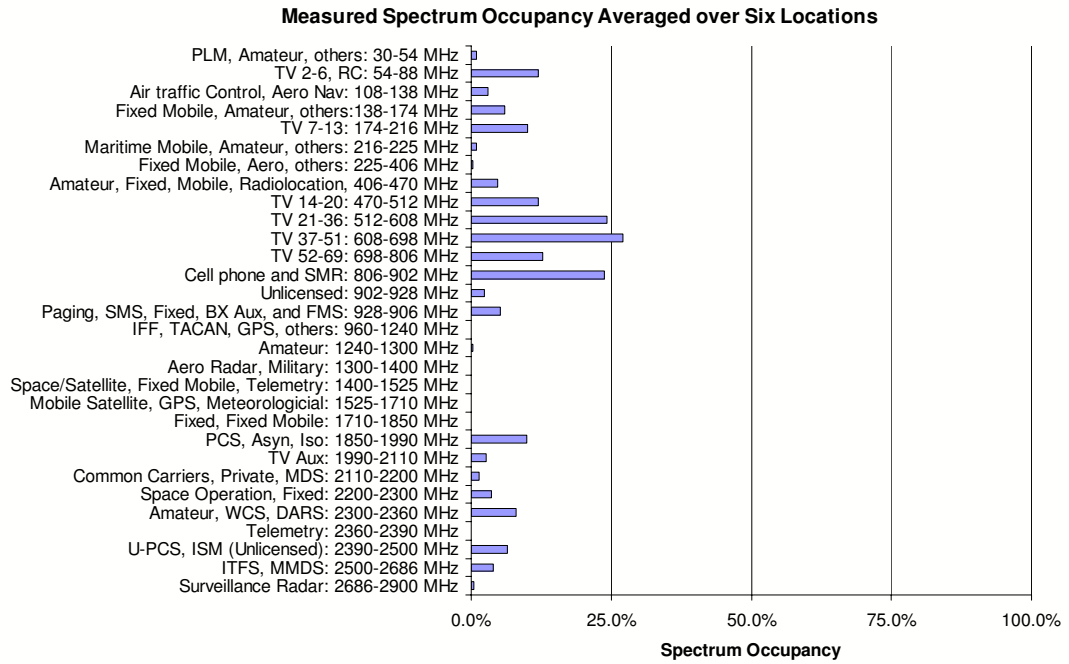 Measured Spectrum Occupancy Averaged over Six Locations
PLM, Amateur, others: 30-54 MHz
TV 2-6, RC: 54-88 MHz
Air traffic Control, Aero Nav: 108-138 MHz
Fixed Mobile, Amateur, others:138-174 MHz
TV 7-13: 174-216 MHz
Maritime Mobile, Amateur, others: 216-225 MHz
Fixed Mobile, Aero, others: 225-406 MHz
Amateur, Fixed, Mobile, Radiolocation, 406-470 MHz
TV 14-20: 470-512 MHz
TV 21-36: 512-608 MHz
TV 37-51: 608-698 MHz
TV 52-69: 698-806 MHz
Cell phone and SMR: 806-902 MHz
Unlicensed: 902-928 MHz
Paging, SMS, Fixed, BX Aux, and FMS: 928-906 MHz
IFF, TACAN, GPS, others: 960-1240 MHz
Amateur: 1240-1300 MHz
Aero Radar, Military: 1300-1400 MHz
Space/Satellite, Fixed Mobile, Telemetry: 1400-1525 MHz
Mobile Satellite, GPS, Meteorologicial: 1525-1710 MHz
Fixed, Fixed Mobile: 1710-1850 MHz
PCS, Asyn, Iso: 1850-1990 MHz
TV Aux: 1990-2110 MHz
Common Carriers, Private, MDS: 2110-2200 MHz
Space Operation, Fixed: 2200-2300 MHz
Amateur, WCS, DARS: 2300-2360 MHz
Telemetry: 2360-2390 MHz
U-PCS, ISM (Unlicensed): 2390-2500 MHz
ITFS, MMDS: 2500-2686 MHz
Surveillance Radar: 2686-2900 MHz
0.0% 25.0% 50.0% 75.0% 100.0%
Spectrum Occupancy